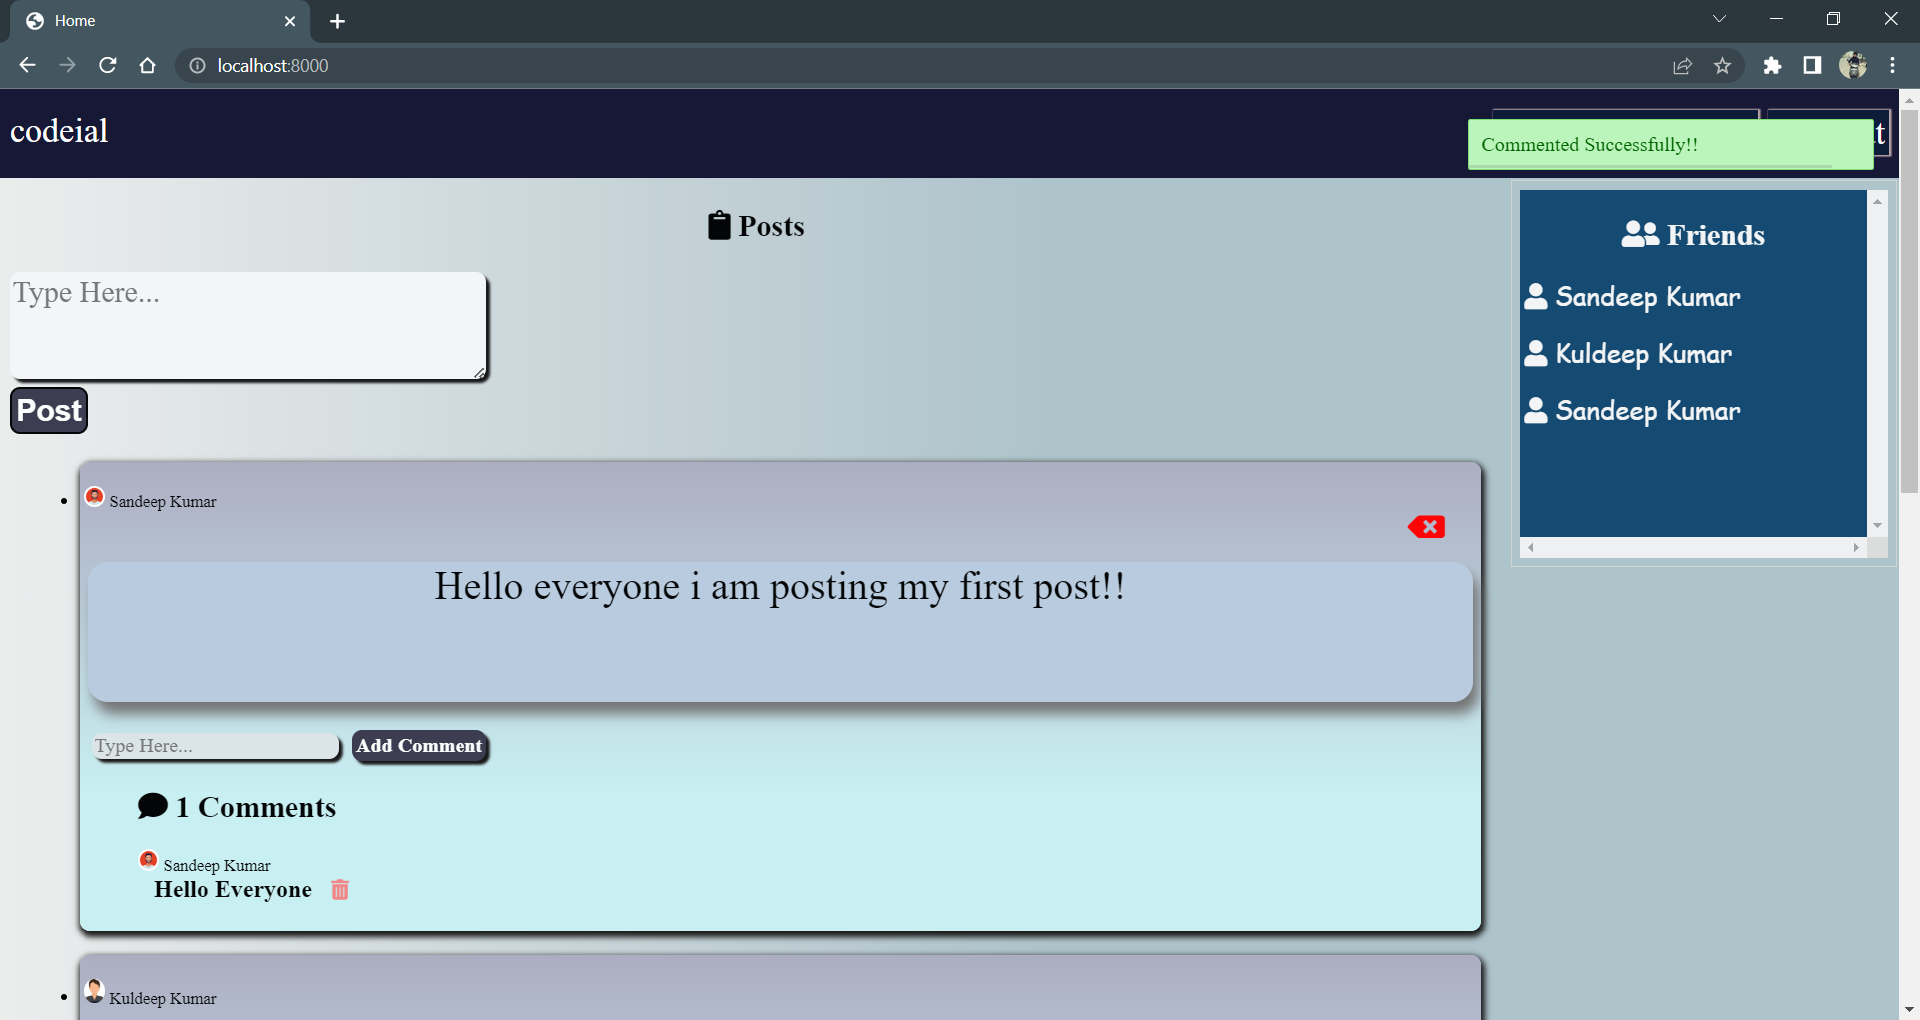 Home
localhost:8000
codeial
Commented Successfully!!
Posts
Type Here...
Post
Friends
Sandeep Kumar
Kuldeep Kumar
Sandeep Kumar
Sandeep Kumar
Hello everyone i am posting my first post!!
Type Here...
Add Comment
1 Comments
Sandeep Kumar
Hello Everyone
Kuldeep Kumar